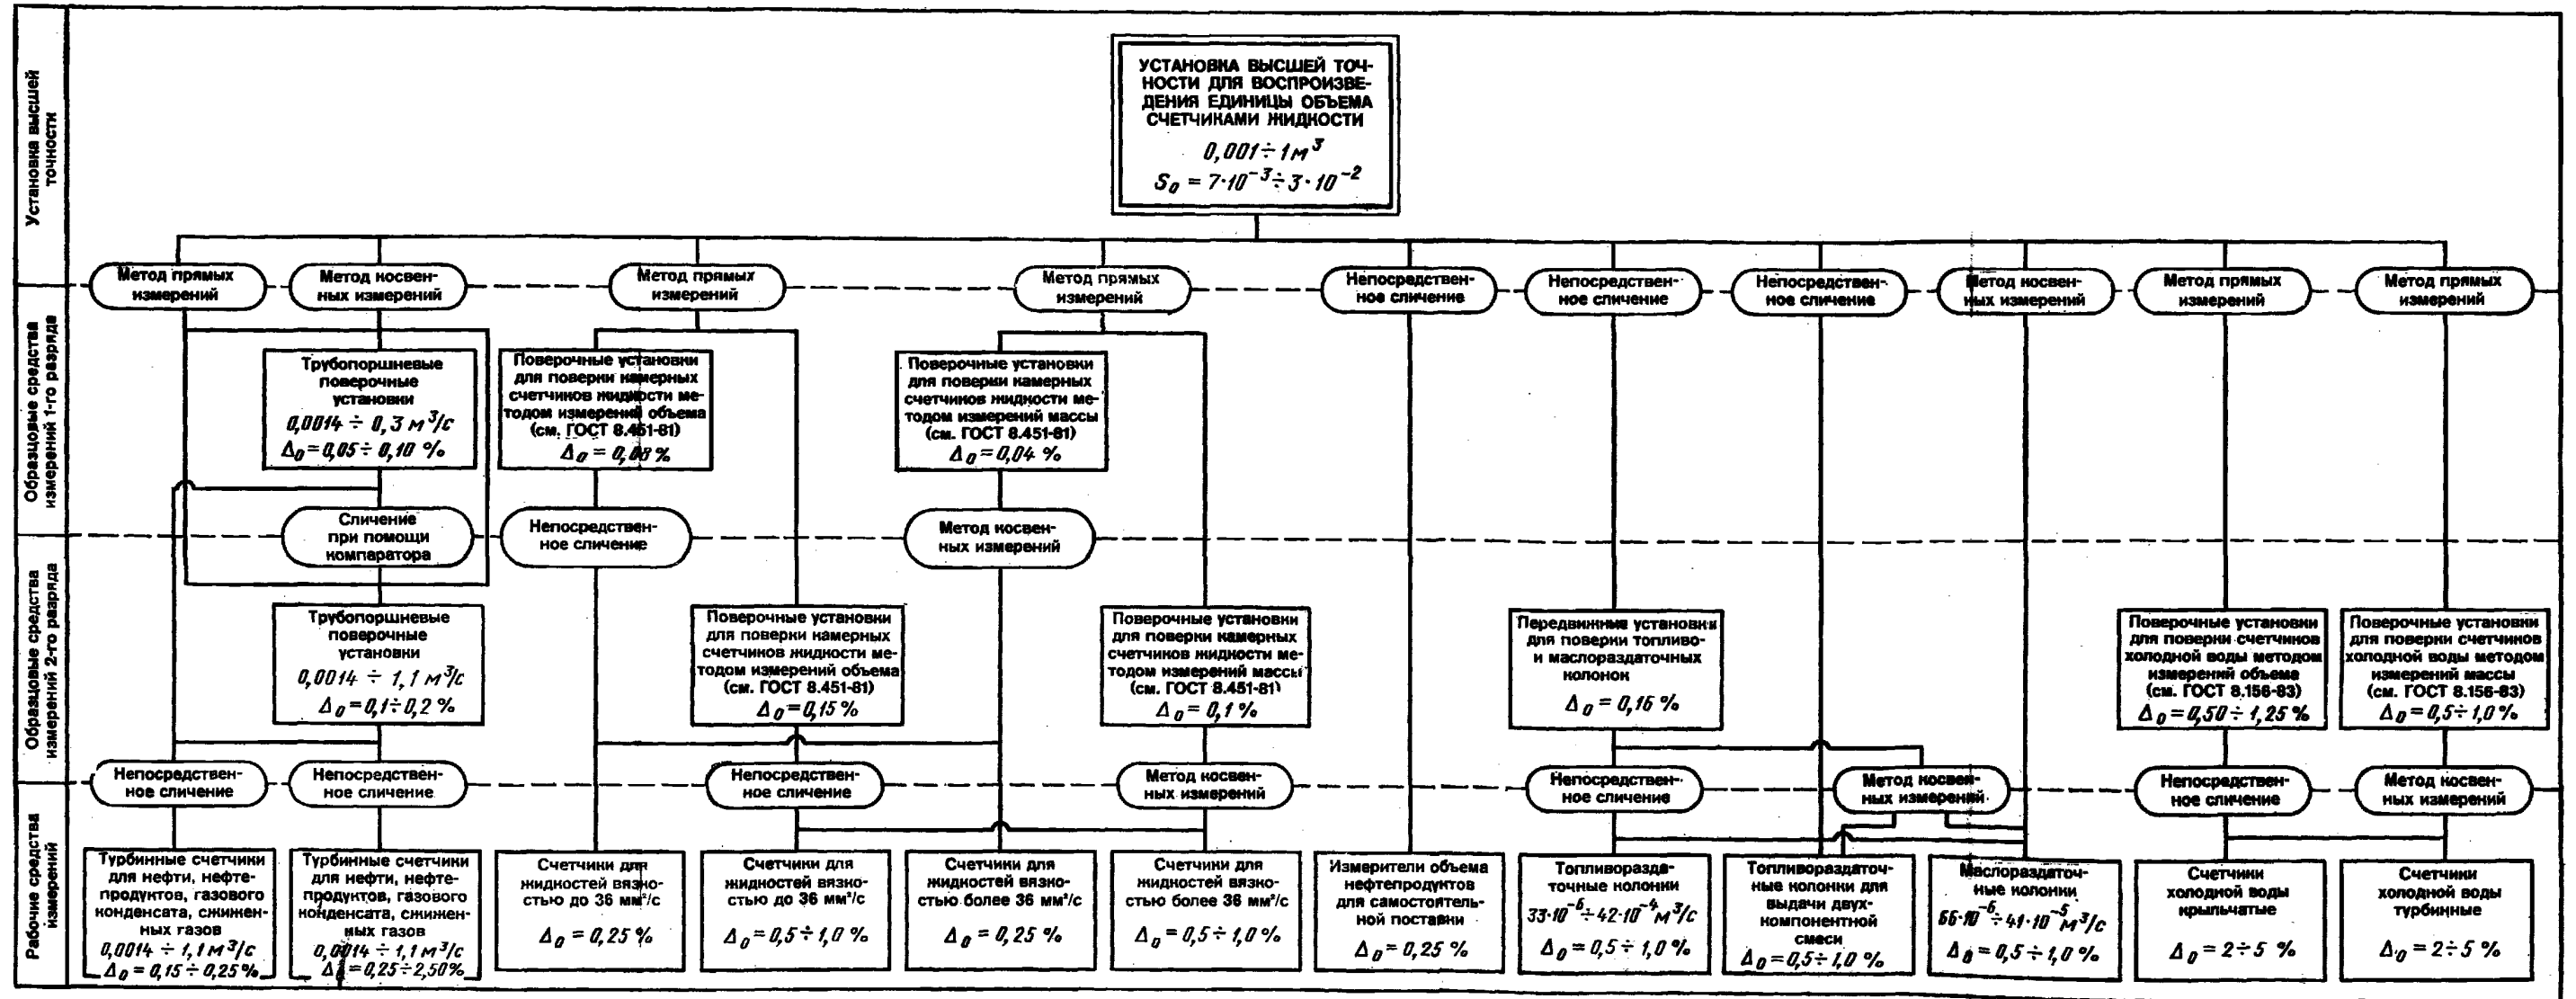 Установка высшей
точности
УСТАНОВКА ВЫСШЕЙ ТОЧ-
НОСТИ ДЛЯ ВОСПРОИЗВЕ-
ДЕНИЯ ЕДИНИЦЫ ОБЪЕМА
СЧЕТЧИКАМИ ЖИДКОСТИ
0,001÷1 м³
S₀ = 7·10⁻³÷3·10⁻²
Метод прямых
измерений
Метод косвен-
ных измерений
Метод прямых
измерений
Метод прямых
измерений
Непосредствен-
ное сличение
Непосредствен-
ное сличение
Непосредствен-
ное сличение
Метод косвен-
ных измерений
Метод прямых
измерений
Метод прямых
измерений
Образцовые средства
измерений 1-го разряда
Трубопоршневые
поверочные
установки
0,0014÷0,3 м³/с
Δ₀=0,05÷0,10 %
Поверочные установки
для поверки камерных
счетчиков жидкости ме-
тодом измерений объема
(см. ГОСТ 8.451-81)
Δ₀=0,08 %
Поверочные установки
для поверки камерных
счетчиков жидкости ме-
тодом измерений массы
(см. ГОСТ 8.451-81)
Δ₀=0,04 %
Сличение
при помощи
компаратора
Непосредствен-
ное сличение
Метод косвен-
ных измерений
Образцовые средства
измерений 2-го разряда
Трубопоршневые
поверочные
установки
0,0014÷1,1 м³/с
Δ₀=0,1÷0,2 %
Поверочные установки
для поверки камерных
счетчиков жидкости ме-
тодом измерений объема
(см. ГОСТ 8.451-81)
Δ₀=0,15 %
Поверочные установки
для поверки камерных
счетчиков жидкости ме-
тодом измерений массы
(см. ГОСТ 8.451-81)
Δ₀=0,1 %
Передвижные установки
для поверки топливо-
и маслораздаточных
колонок
Δ₀=0,16 %
Поверочные установки
для поверки счетчиков
холодной воды методом
измерений объема
(см. ГОСТ 8.156-83)
Δ₀=0,50÷1,25 %
Поверочные установки
для поверки счетчиков
холодной воды методом
измерений массы
(см. ГОСТ 8.156-83)
Δ₀=0,5÷1,0 %
Непосредствен-
ное сличение
Непосредствен-
ное сличение
Непосредствен-
ное сличение
Метод косвен-
ных измерений
Непосредствен-
ное сличение
Метод косвен-
ных измерений
Непосредствен-
ное сличение
Метод косвен-
ных измерений
Рабочие средства
измерений
Турбинные счетчики
для нефти, нефте-
продуктов, газового
конденсата, сжижен-
ных газов
0,0014÷1,1 м³/с
Δ₀=0,15÷0,25 %
Турбинные счетчики
для нефти, нефте-
продуктов, газового
конденсата, сжижен-
ных газов
0,0014÷1,1 м³/с
Δ₀=0,25÷2,50%
Счетчики для
жидкостей вязко-
стью до 36 мм²/с
Δ₀=0,25 %
Счетчики для
жидкостей вязко-
стью до 36 мм²/с
Δ₀=0,5÷1,0 %
Счетчики для
жидкостей вязко-
стью более 36 мм²/с
Δ₀=0,25 %
Счетчики для
жидкостей вязко-
стью более 36 мм²/с
Δ₀=0,5÷1,0 %
Измерители объема
нефтепродуктов
для самостоятель-
ной поставки
Δ₀=0,25 %
Топливоразда-
точные колонки
33·10⁻⁶÷42·10⁻⁴ м³/с
Δ₀=0,5÷1,0 %
Топливораздаточ-
ные колонки для
выдачи двух-
компонентной
смеси
Δ₀=0,5÷1,0 %
Маслораздаточ-
ные колонки
66·10⁻⁶÷41·10⁻⁵ м³/с
Δ₀=0,5÷1,0 %
Счетчики
холодной воды
крыльчатые
Δ₀=2÷5 %
Счетчики
холодной воды
турбинные
Δ₀=2÷5 %